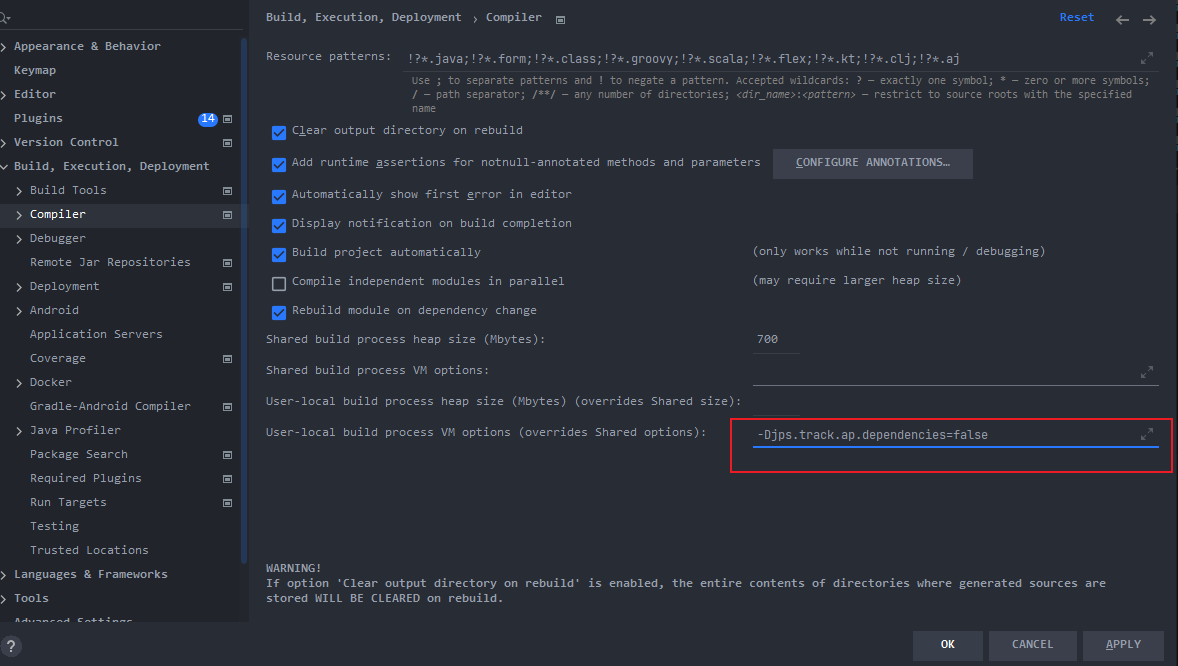 Build, Execution, Deployment › Compiler
Reset
Appearance & Behavior
Keymap
Editor
Plugins 14
Version Control
Build, Execution, Deployment
Build Tools
Compiler
Debugger
Remote Jar Repositories
Deployment
Android
Application Servers
Coverage
Docker
Gradle-Android Compiler
Java Profiler
Package Search
Required Plugins
Run Targets
Testing
Trusted Locations
Languages & Frameworks
Tools
Advanced Settings
Resource patterns: !?*.java;!?*.form;!?*.class;!?*.groovy;!?*.scala;!?*.flex;!?*.kt;!?*.clj;!?*.aj
Use ; to separate patterns and ! to negate a pattern. Accepted wildcards: ? — exactly one symbol; * — zero or more symbols;
/ — path separator; /**/ — any number of directories; <dir_name>:<pattern> — restrict to source roots with the specified
name
Clear output directory on rebuild
Add runtime assertions for notnull-annotated methods and parameters CONFIGURE ANNOTATIONS…
Automatically show first error in editor
Display notification on build completion
Build project automatically (only works while not running / debugging)
Compile independent modules in parallel (may require larger heap size)
Rebuild module on dependency change
Shared build process heap size (Mbytes): 700
Shared build process VM options:
User-local build process heap size (Mbytes) (overrides Shared size):
User-local build process VM options (overrides Shared options): -Djps.track.ap.dependencies=false
WARNING!
If option 'Clear output directory on rebuild' is enabled, the entire contents of directories where generated sources are
stored WILL BE CLEARED on rebuild.
?
OK CANCEL APPLY